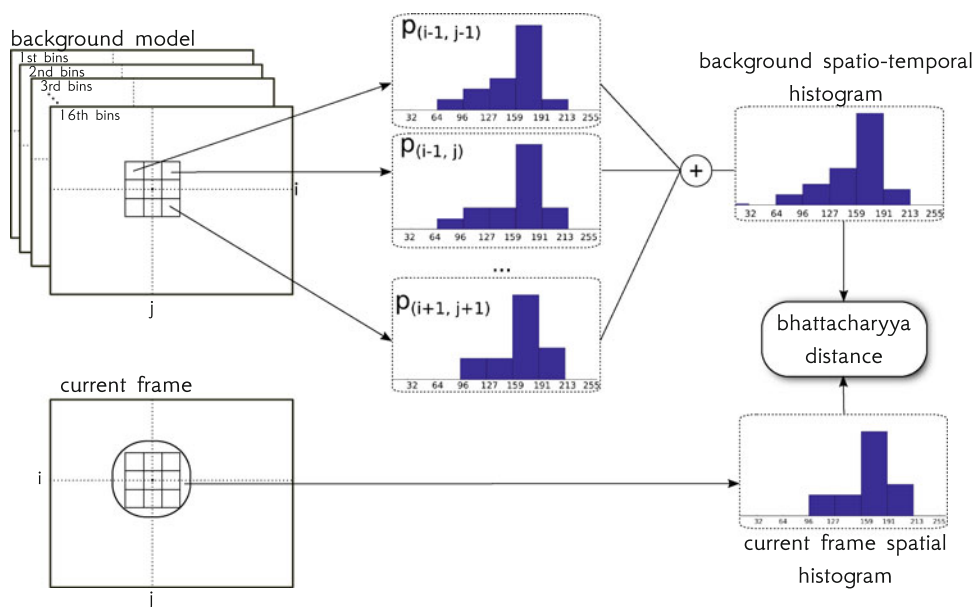 background model
1st bins
2nd bins
3rd bins
16th bins
i
j
p(i-1, j-1)
32 64 96 127 159 191 213 255
p(i-1, j)
32 64 96 127 159 191 213 255
...
p(i+1, j+1)
32 64 96 127 159 191 213 255
+
background spatio-temporal
histogram
32 64 96 127 159 191 213 255
bhattacharyya
distance
current frame
i
j
32 64 96 127 159 191 213 255
current frame spatial
histogram